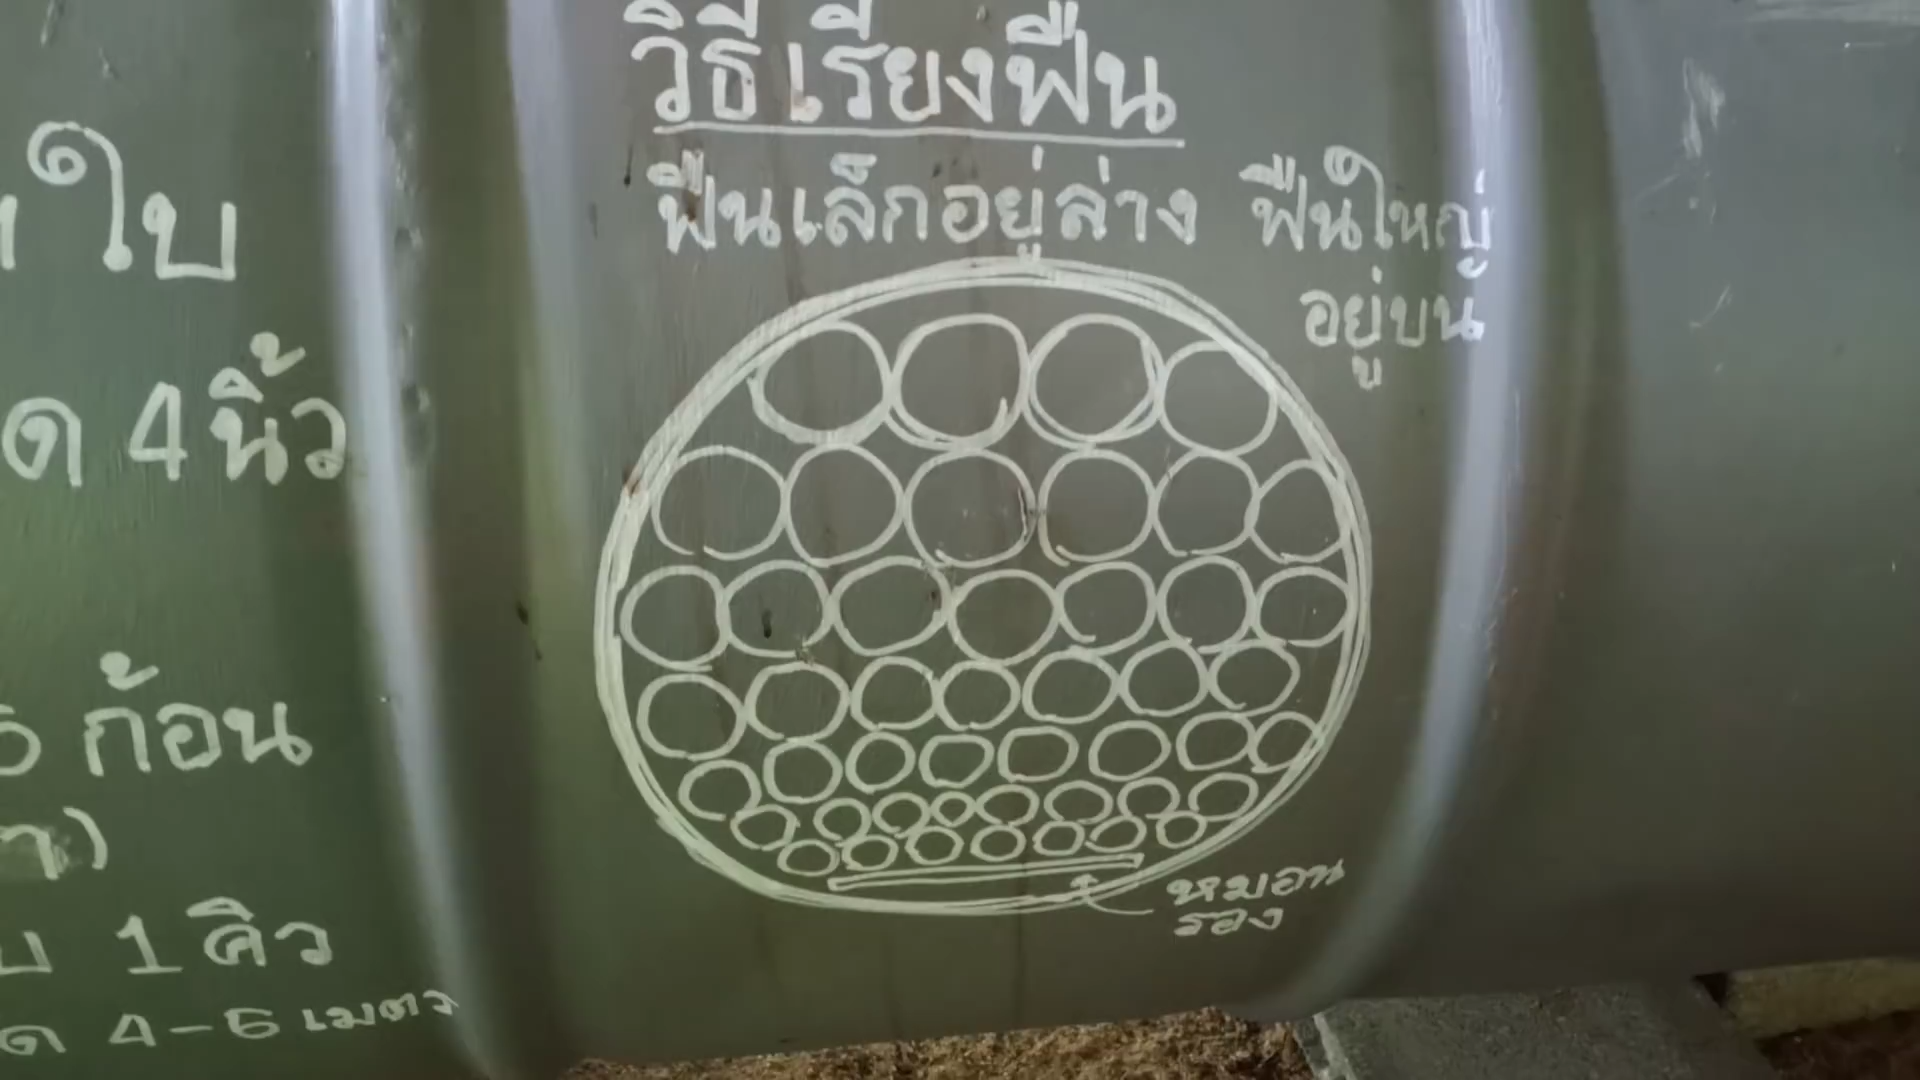 วิธีเรียงฟืน
ฟืนเล็กอยู่ล่าง ฟืนใหญ่
อยู่บน
หมอน
รอง
ใบ
4 นิ้ว
ก้อน
1 คิว
4-6 เมตร